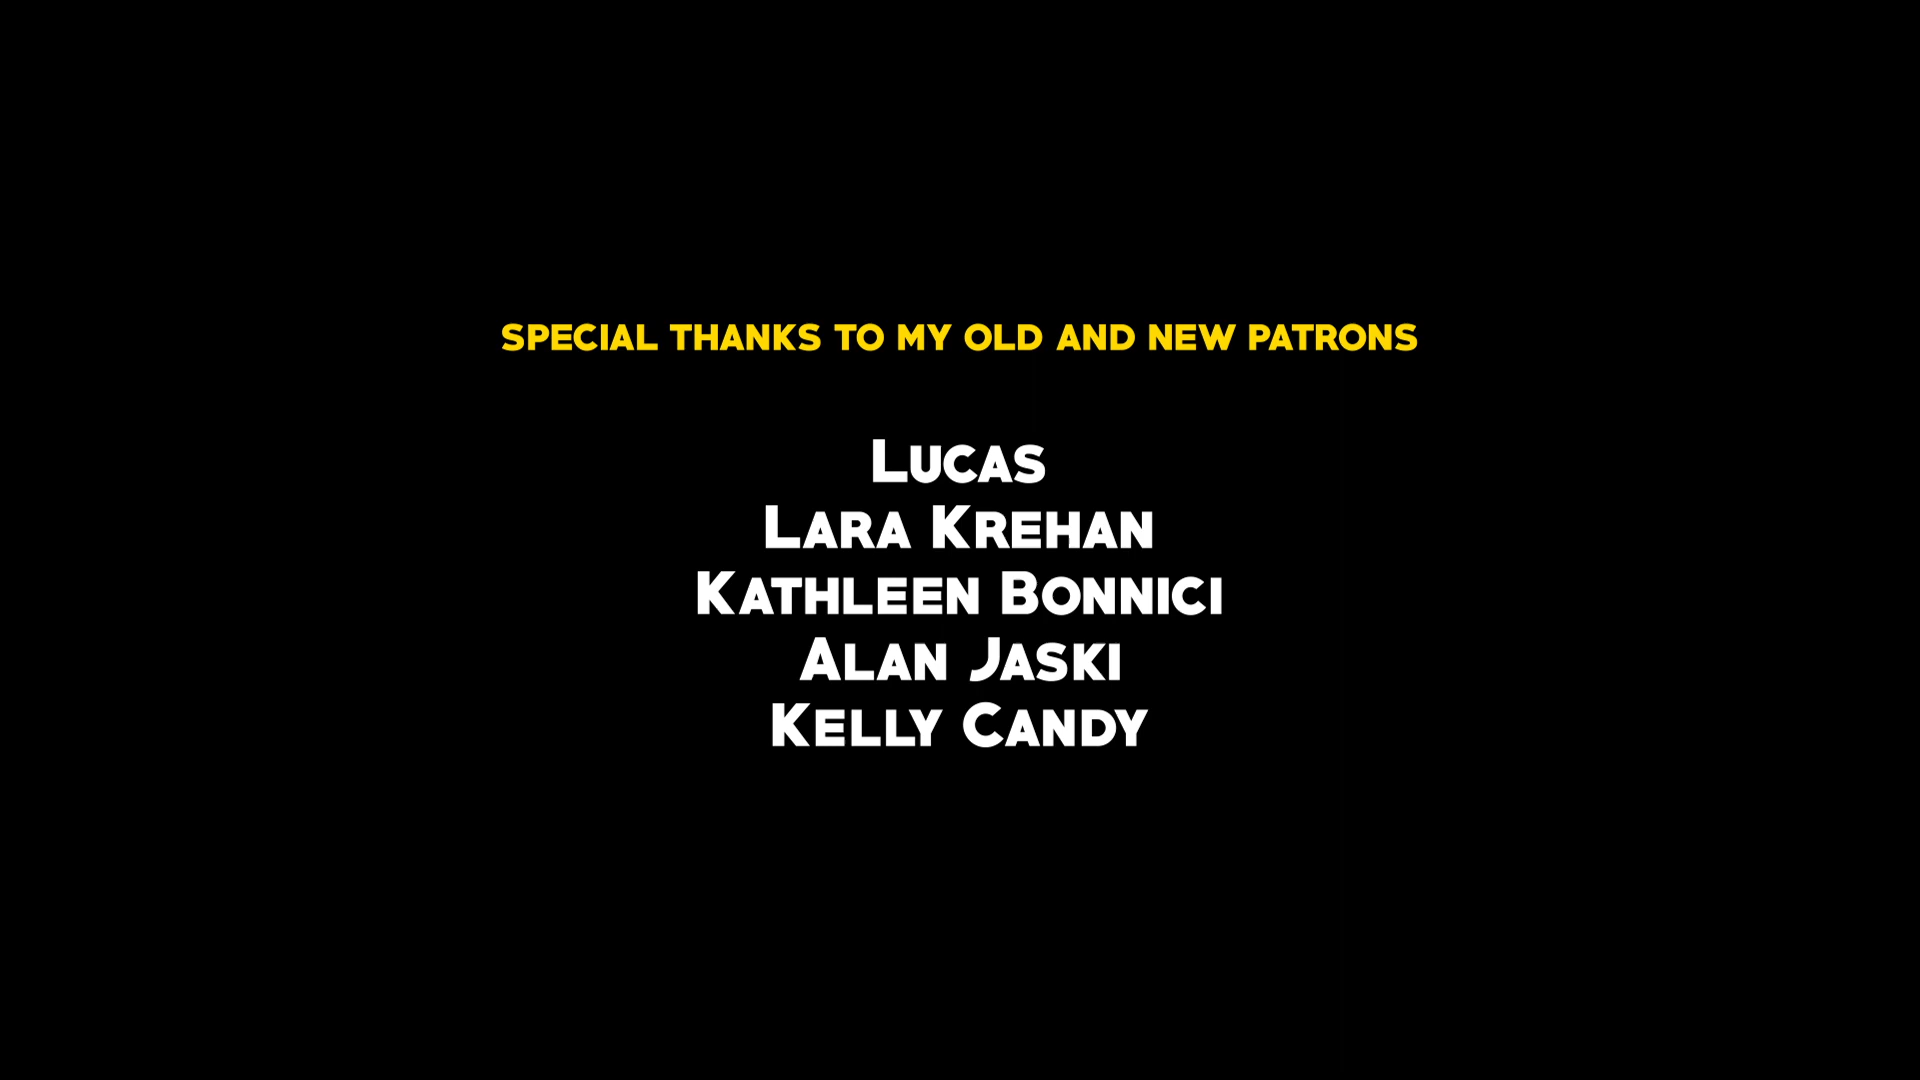 SPECIAL THANKS TO MY OLD AND NEW PATRONS
LUCAS
LARA KREHAN
KATHLEEN BONNICI
ALAN JASKI
KELLY CANDY